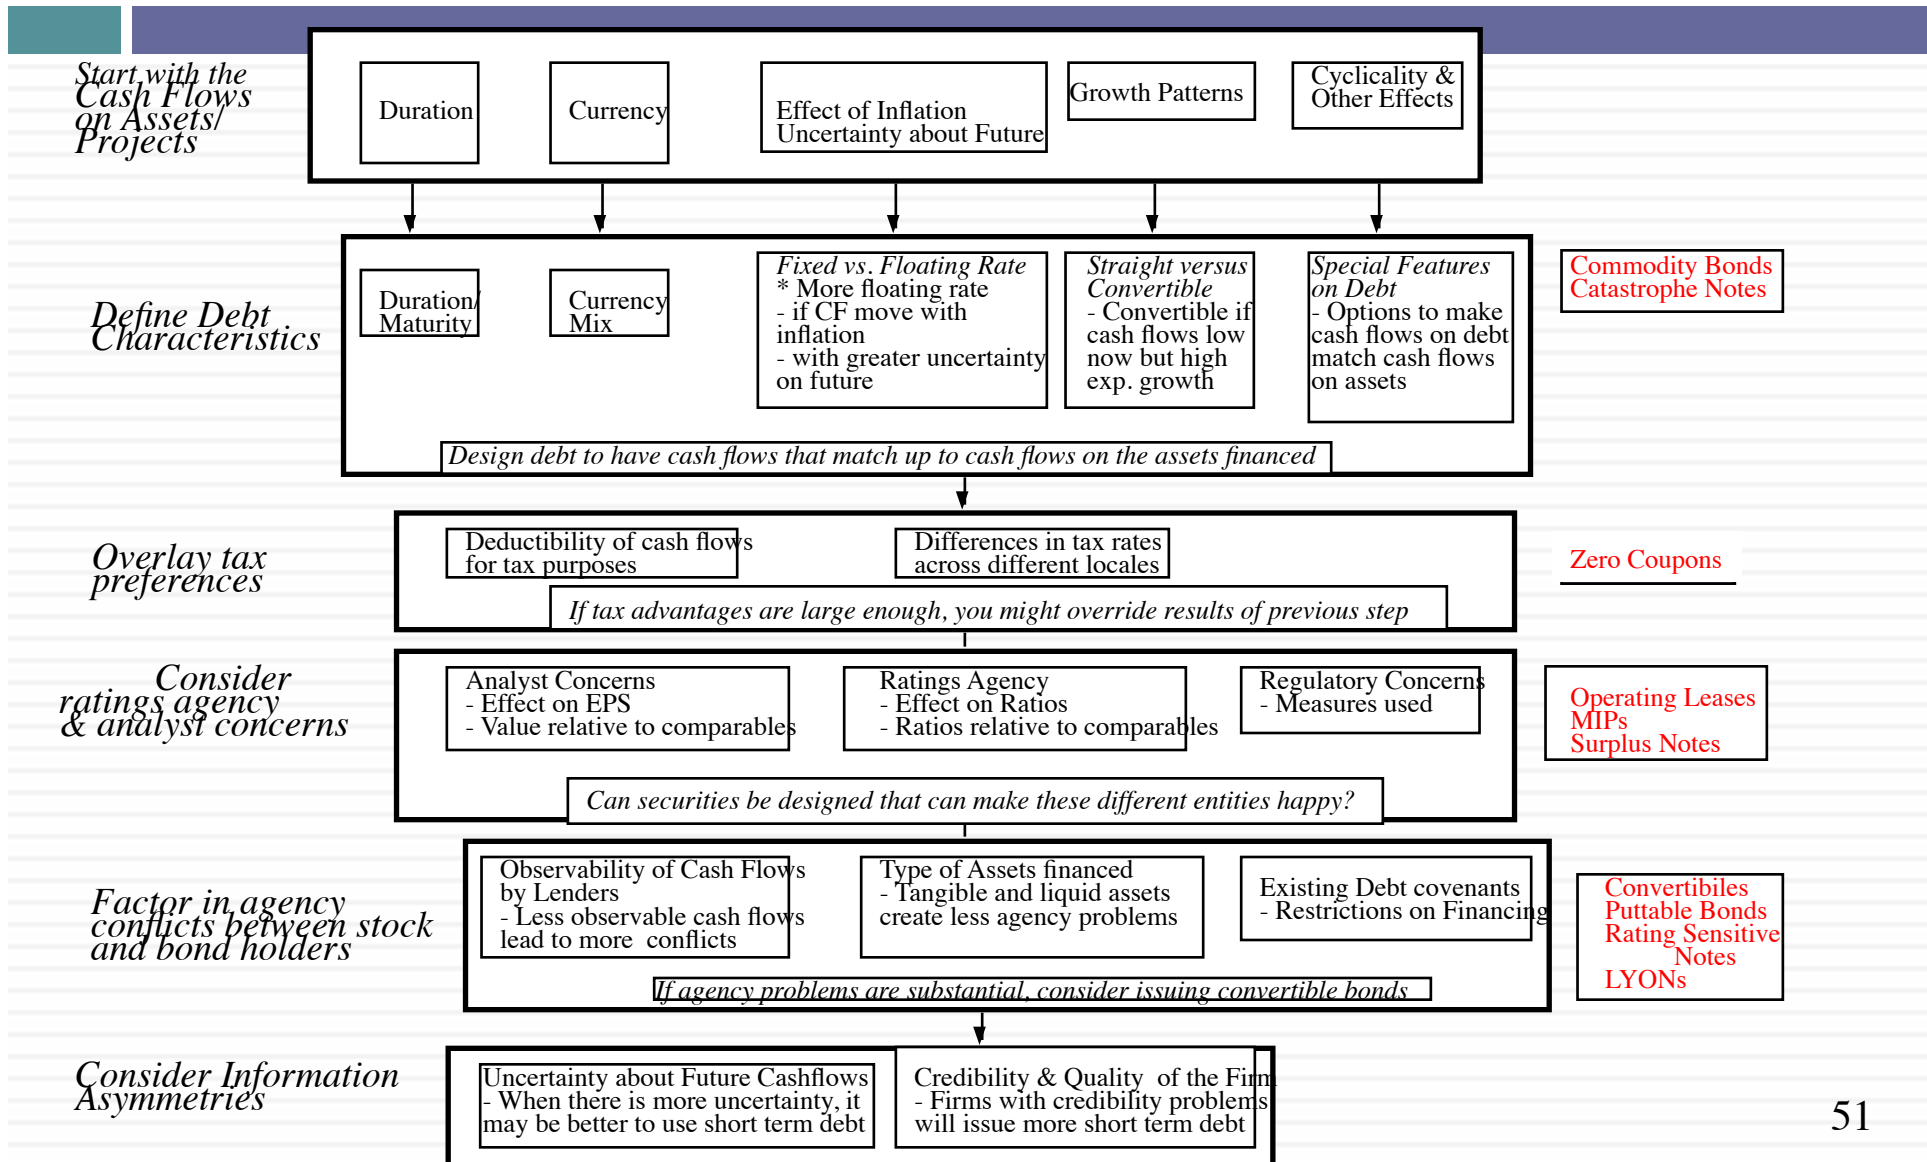 Start with the
Cash Flows
on Assets/
Projects
Duration
Currency
Effect of Inflation
Uncertainty about Future
Growth Patterns
Cyclicality &
Other Effects
Define Debt
Characteristics
Duration/
Maturity
Currency
Mix
Fixed vs. Floating Rate
* More floating rate
- if CF move with
inflation
- with greater uncertainty
on future
Straight versus
Convertible
- Convertible if
cash flows low
now but high
exp. growth
Special Features
on Debt
- Options to make
cash flows on debt
match cash flows
on assets
Commodity Bonds
Catastrophe Notes
Design debt to have cash flows that match up to cash flows on the assets financed
Overlay tax
preferences
Deductibility of cash flows
for tax purposes
Differences in tax rates
across different locales
Zero Coupons
If tax advantages are large enough, you might override results of previous step
Consider
ratings agency
& analyst concerns
Analyst Concerns
- Effect on EPS
- Value relative to comparables
Ratings Agency
- Effect on Ratios
- Ratios relative to comparables
Regulatory Concerns
- Measures used
Operating Leases
MIPs
Surplus Notes
Can securities be designed that can make these different entities happy?
Factor in agency
conflicts between stock
and bond holders
Observability of Cash Flows
by Lenders
- Less observable cash flows
lead to more conflicts
Type of Assets financed
- Tangible and liquid assets
create less agency problems
Existing Debt covenants
- Restrictions on Financing
Convertibiles
Puttable Bonds
Rating Sensitive
Notes
LYONs
If agency problems are substantial, consider issuing convertible bonds
Consider Information
Asymmetries
Uncertainty about Future Cashflows
- When there is more uncertainty, it
may be better to use short term debt
Credibility & Quality of the Firm
- Firms with credibility problems
will issue more short term debt
51